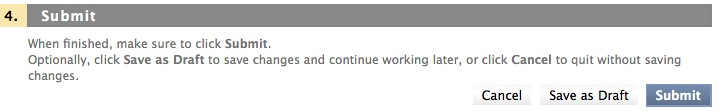 4. Submit
When finished, make sure to click Submit.
Optionally, click Save as Draft to save changes and continue working later, or click Cancel to quit without saving
changes.
Cancel Save as Draft Submit